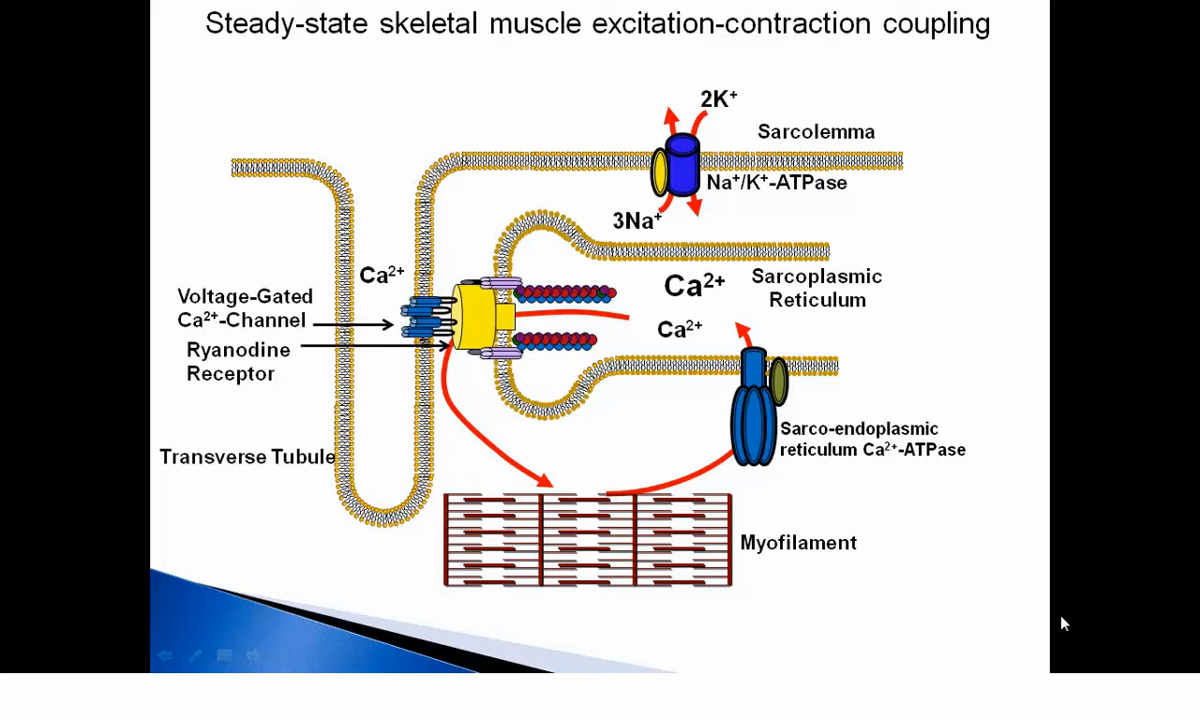 Steady-state skeletal muscle excitation-contraction coupling
2K⁺
Sarcolemma
Na⁺/K⁺-ATPase
3Na⁺
Ca²⁺
Ca²⁺
Sarcoplasmic
Reticulum
Voltage-Gated
Ca²⁺-Channel
Ca²⁺
Ryanodine
Receptor
Sarco-endoplasmic
reticulum Ca²⁺-ATPase
Transverse Tubule
Myofilament